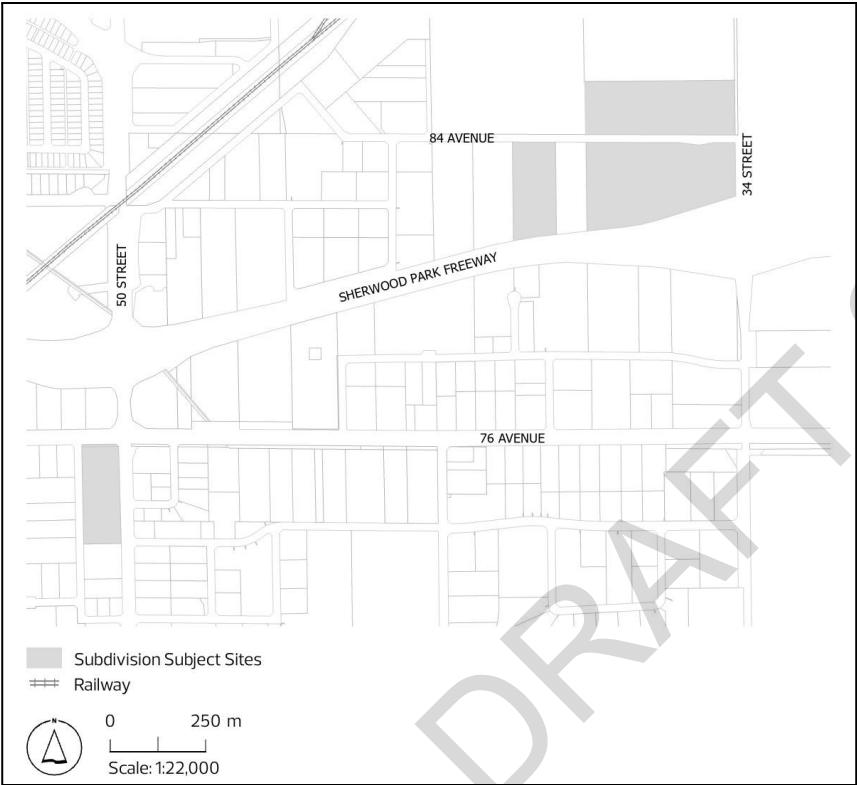 84 AVENUE
34 STREET
50 STREET
SHERWOOD PARK FREEWAY
76 AVENUE
Subdivision Subject Sites
Railway
N
0 250 m
Scale: 1:22,000
DRAFT